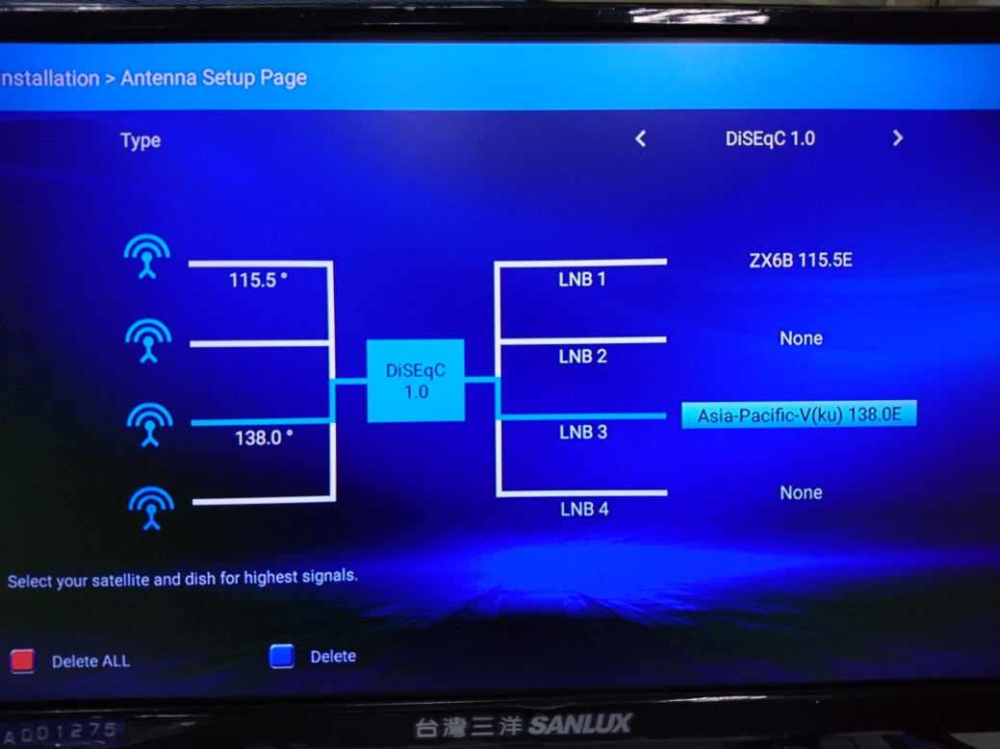 nstallation > Antenna Setup Page
Type
< DiSEqC 1.0 >
115.5 °
LNB 1
ZX6B 115.5E
LNB 2
None
DiSEqC
1.0
138.0 °
LNB 3
Asia-Pacific-V(ku) 138.0E
LNB 4
None
Select your satellite and dish for highest signals.
Delete ALL
Delete
台灣三洋 SANLUX
A001275